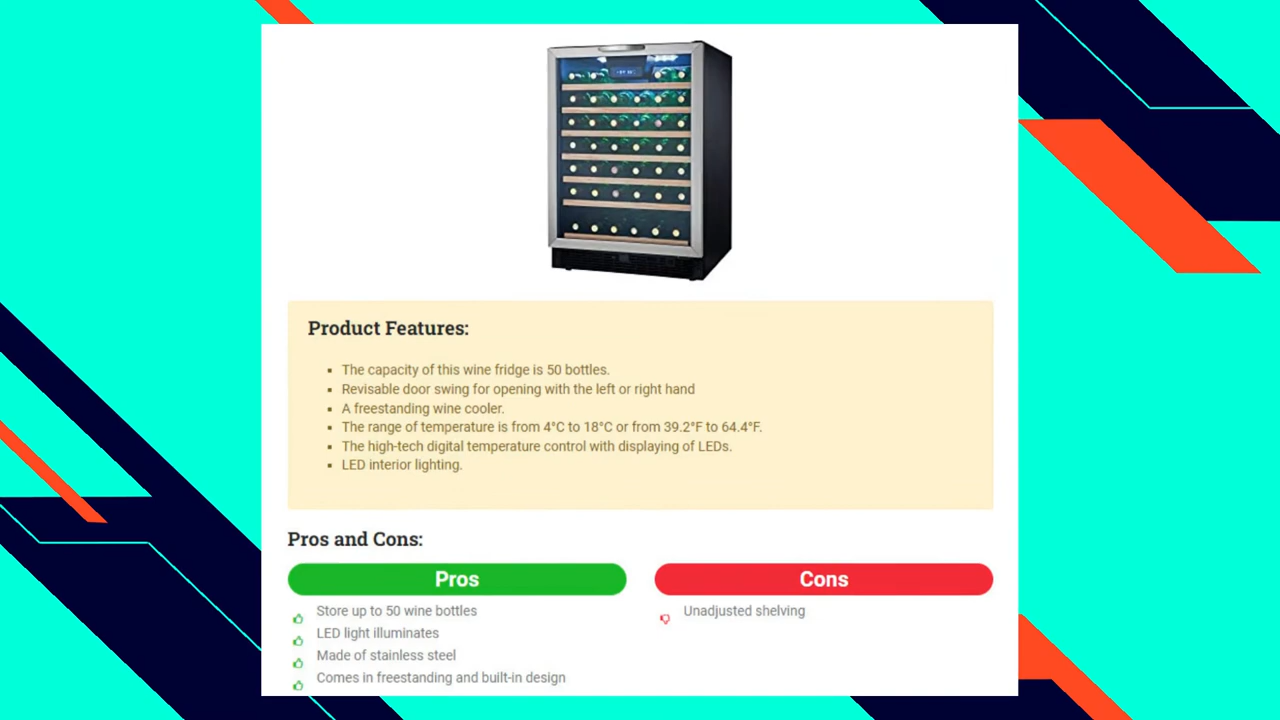 Product Features:
The capacity of this wine fridge is 50 bottles.
Revisable door swing for opening with the left or right hand
A freestanding wine cooler.
The range of temperature is from 4°C to 18°C or from 39.2°F to 64.4°F.
The high-tech digital temperature control with displaying of LEDs.
LED interior lighting.
Pros and Cons:
Pros
Store up to 50 wine bottles
LED light illuminates
Made of stainless steel
Comes in freestanding and built-in design
Cons
Unadjusted shelving